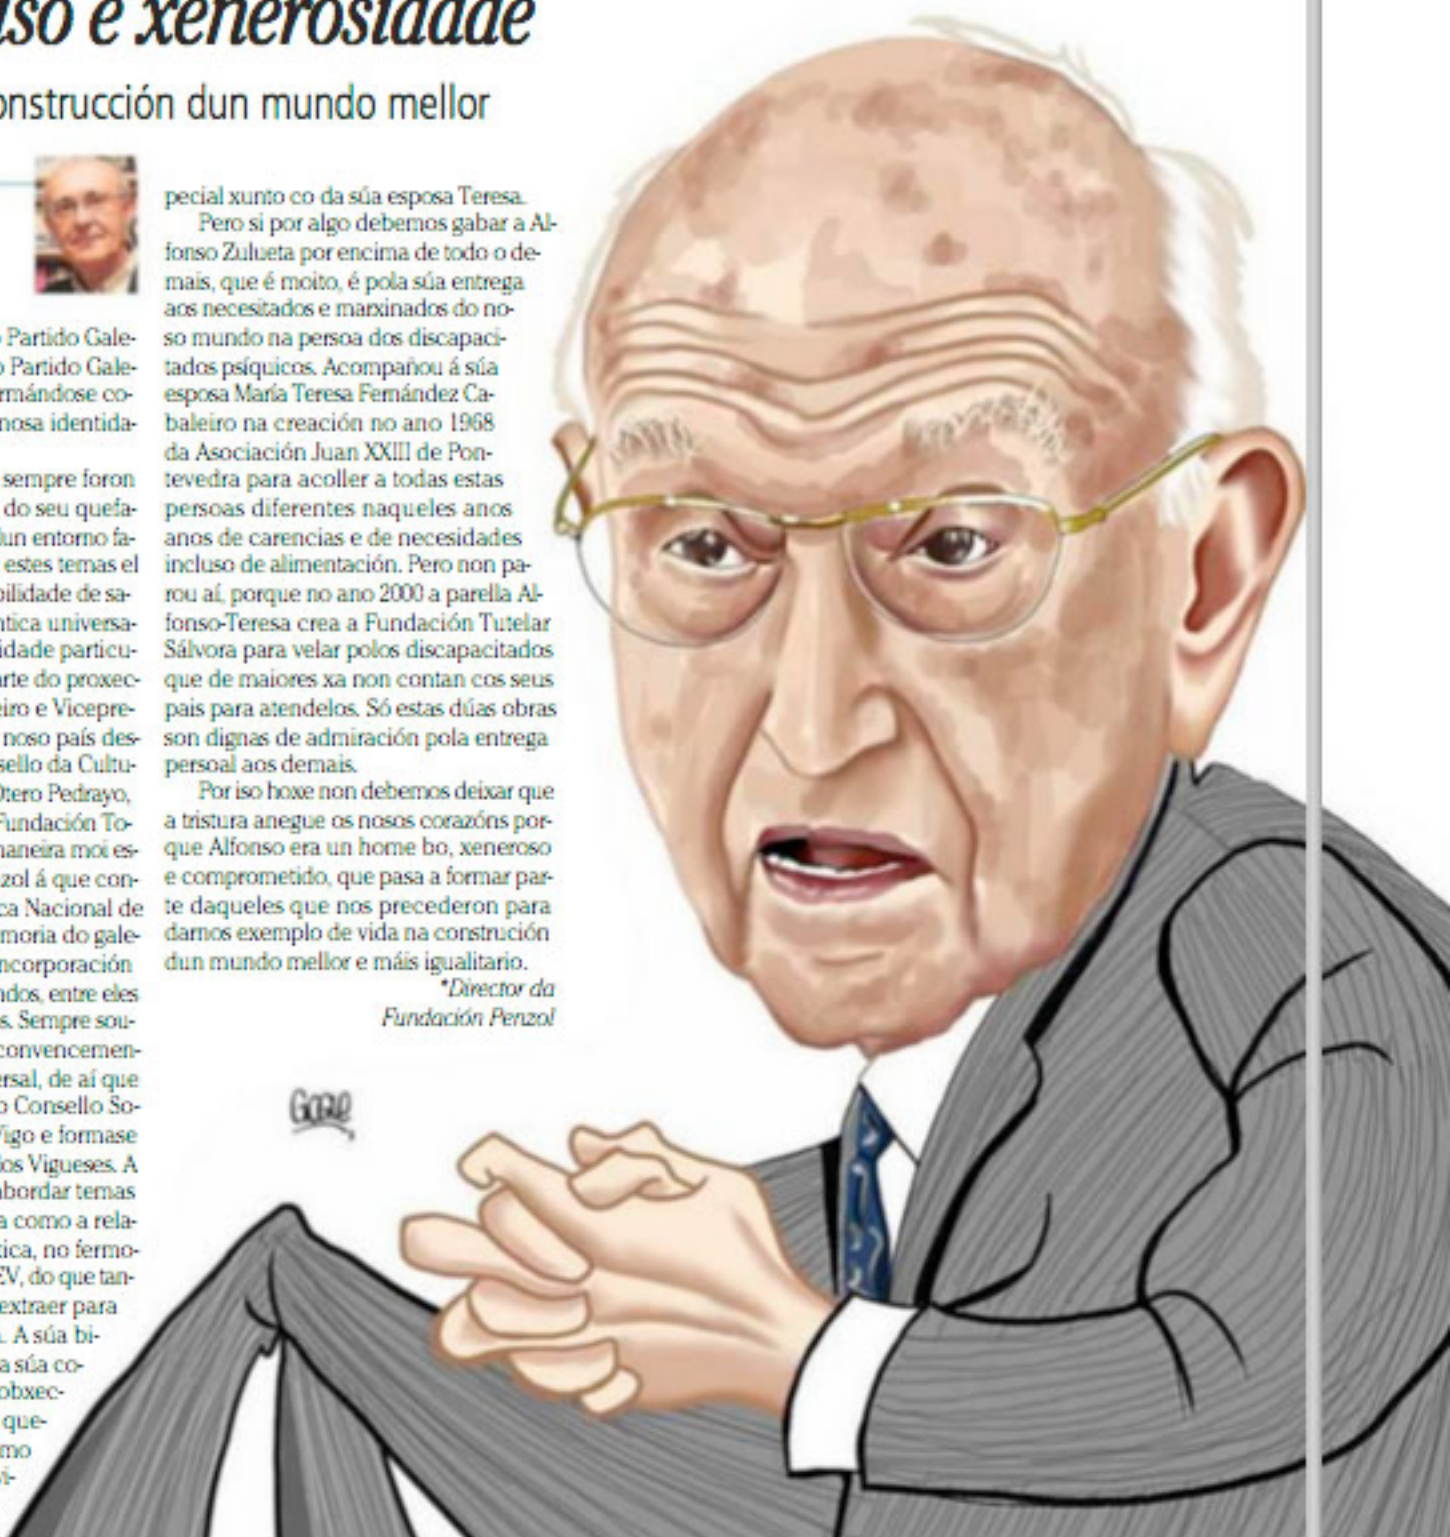 so e xenerosidade
onstrucción dun mundo mellor
Partido Gale-
o Partido Gale-
rmándose co-
nosa identida-
sempre foron
do seu quefa-
lun entorno fa-
estes temas el
bilidade de sa-
ntica universa-
idade particu-
arte do proxec-
eiro e Vicepre-
noso país des-
sello da Cultu-
Otero Pedrayo,
Fundación To-
naneira moi es-
zol á que con-
ca Nacional de
moria do gale-
ncorporación
ndos, entre eles
s. Sempre sou-
convencemen-
ersal, de aí que
o Consello So-
Vigo e formase
los Vigueses. A
abordar temas
a como a rela-
tica, no fermo-
EV, do que tan-
extraer para
. A súa bi-
a súa co-
obxec-
que-
mo
vi-
pecial xunto co da súa esposa Teresa.
Pero si por algo debemos gabar a Al-
fonso Zulueta por encima de todo o de-
mais, que é moito, é pola súa entrega
aos necesitados e marxinados do no-
so mundo na persoa dos discapaci-
tados psíquicos. Acompañou á súa
esposa María Teresa Fernández Ca-
baleiro na creación no ano 1968
da Asociación Juan XXIII de Pon-
tevedra para acoller a todas estas
persoas diferentes naqueles anos
anos de carencias e de necesidades
incluso de alimentación. Pero non pa-
rou aí, porque no ano 2000 a parella Al-
fonso-Teresa crea a Fundación Tutelar
Sálvora para velar polos discapacitados
que de maiores xa non contan cos seus
pais para atendelos. Só estas dúas obras
son dignas de admiración pola entrega
persoal aos demais.
Por iso hoxe non debemos deixar que
a tristura anegue os nosos corazóns por-
que Alfonso era un home bo, xeneroso
e comprometido, que pasa a formar par-
te daqueles que nos precederon para
darnos exemplo de vida na construción
dun mundo mellor e máis igualitario.
*Director da
Fundación Penzol